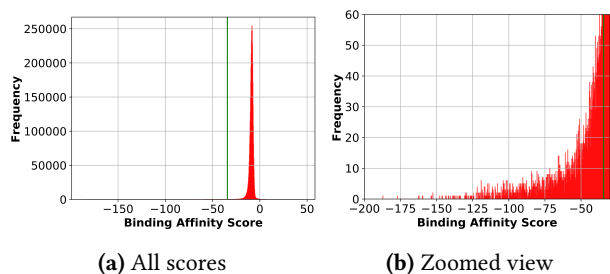 250000
200000
150000
100000
50000
0
Frequency
−150 −100 −50 0 50
Binding Affinity Score
(a) All scores
60
50
40
30
20
10
0
Frequency
−200 −175 −150 −125 −100 −75 −50
Binding Affinity Score
(b) Zoomed view